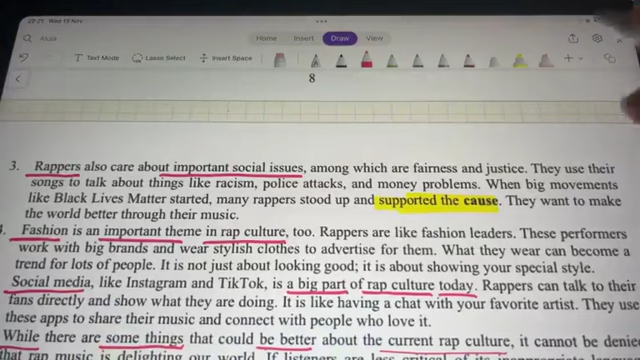 22:21 Wed 19 Nov
Home Insert Draw View
Text Mode Lasso Select Insert Space
8
3. Rappers also care about important social issues, among which are fairness and justice. They use their
songs to talk about things like racism, police attacks, and money problems. When big movements
like Black Lives Matter started, many rappers stood up and supported the cause. They want to make
the world better through their music.
4. Fashion is an important theme in rap culture, too. Rappers are like fashion leaders. These performers
work with big brands and wear stylish clothes to advertise for them. What they wear can become a
trend for lots of people. It is not just about looking good; it is about showing your special style.
Social media, like Instagram and TikTok, is a big part of rap culture today. Rappers can talk to their
fans directly and show what they are doing. It is like having a chat with your favorite artist. They use
these apps to share their music and connect with people who love it.
While there are some things that could be better about the current rap culture, it cannot be denied
that rap music is delighting our world. If listeners are less critical of its inappropriate